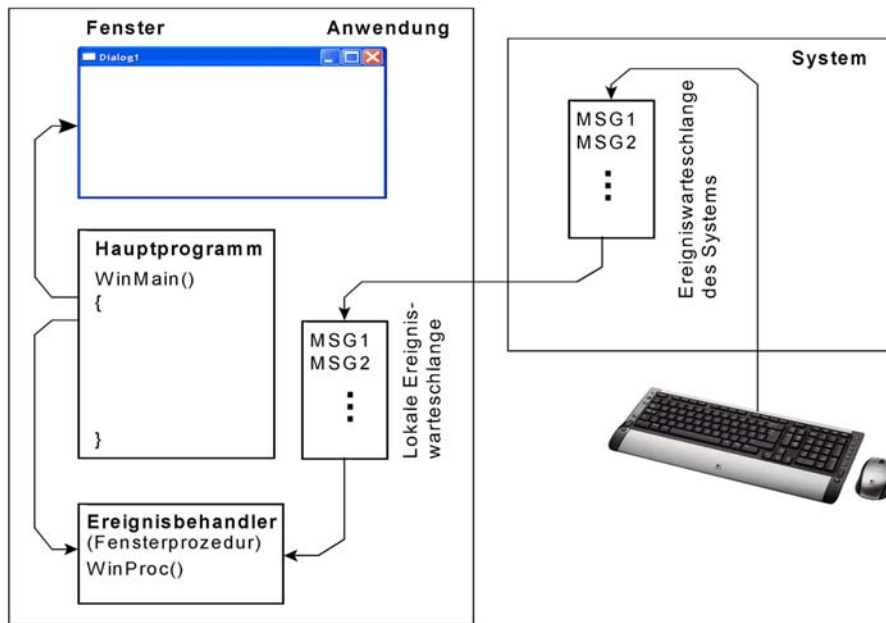 Fenster
Anwendung
Dialog1
Hauptprogramm
WinMain()
{
}
MSG1
MSG2
Lokale Ereignis-
warteschlange
Ereignisbehandler
(Fensterprozedur)
WinProc()
System
MSG1
MSG2
Ereigniswarteschlange
des Systems